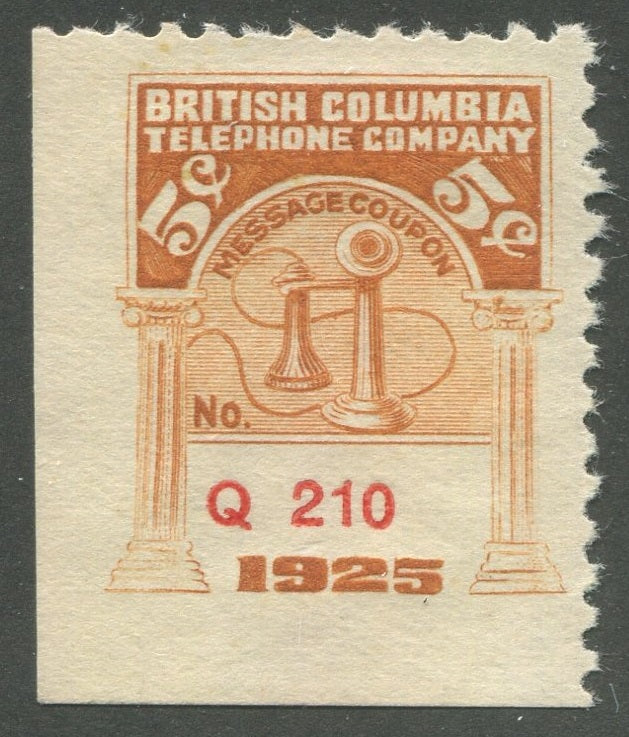 BRITISH COLUMBIA
TELEPHONE COMPANY
5¢ 5¢
MESSAGE COUPON
No.
Q 210
1925